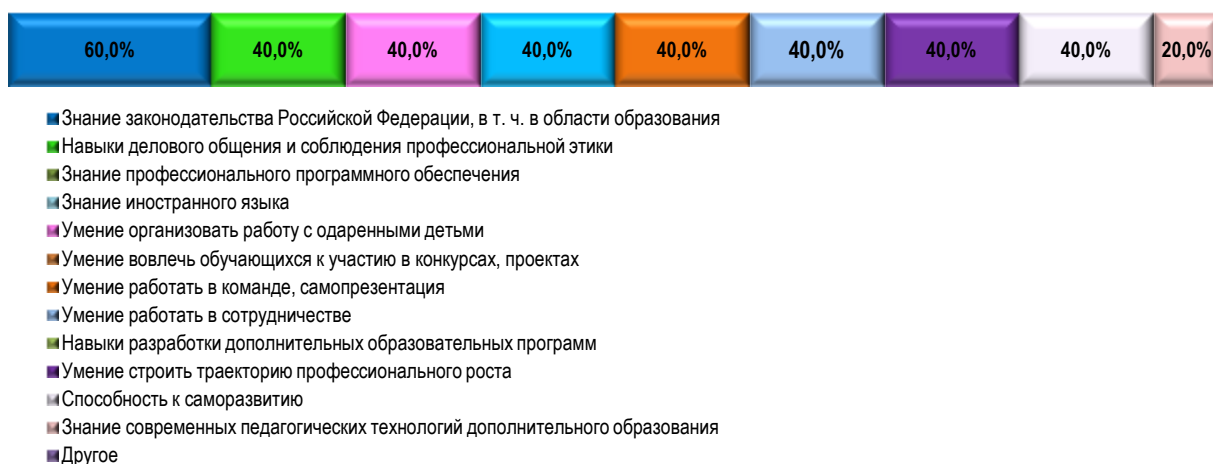 60,0% 40,0% 40,0% 40,0% 40,0% 40,0% 40,0% 40,0% 20,0%
Знание законодательства Российской Федерации, в т. ч. в области образования
Навыки делового общения и соблюдения профессиональной этики
Знание профессионального программного обеспечения
Знание иностранного языка
Умение организовать работу с одаренными детьми
Умение вовлечь обучающихся к участию в конкурсах, проектах
Умение работать в команде, самопрезентация
Умение работать в сотрудничестве
Навыки разработки дополнительных образовательных программ
Умение строить траекторию профессионального роста
Способность к саморазвитию
Знание современных педагогических технологий дополнительного образования
Другое